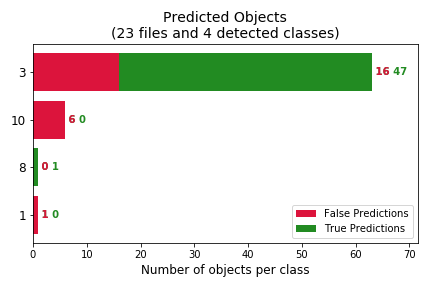 Predicted Objects
(23 files and 4 detected classes)
3
16 47
10
6 0
8
0 1
1
1 0
False Predictions
True Predictions
0 10 20 30 40 50 60 70
Number of objects per class